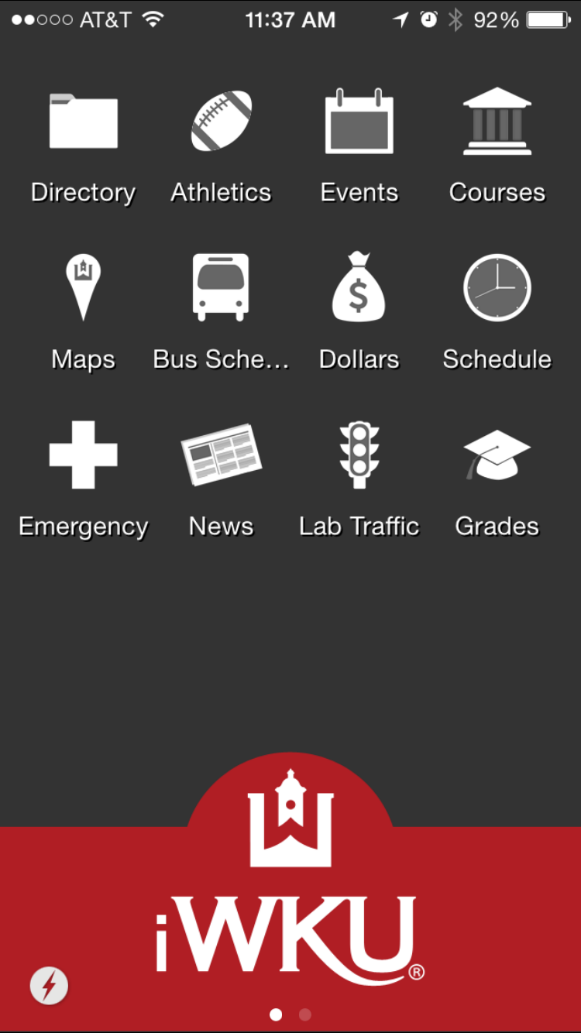 AT&T 11:37 AM 92%
Directory Athletics Events Courses
Maps Bus Sche... Dollars Schedule
$
Emergency News Lab Traffic Grades
iWKU®